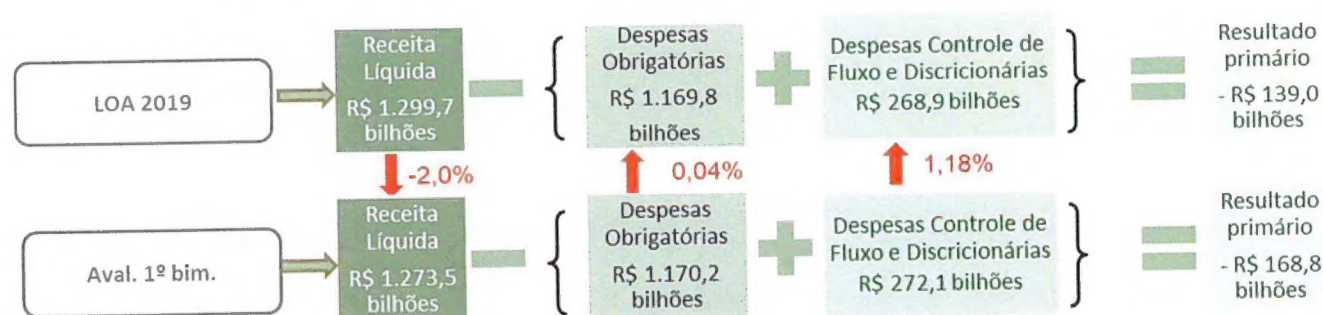 LOA 2019
Receita
Líquida
R$ 1.299,7
bilhões
Despesas
Obrigatórias
R$ 1.169,8
bilhões
Despesas Controle de
Fluxo e Discricionárias
R$ 268,9 bilhões
Resultado
primário
- R$ 139,0
bilhões
-2,0%
0,04%
1,18%
Aval. 1º bim.
Receita
Líquida
R$ 1.273,5
bilhões
Despesas
Obrigatórias
R$ 1.170,2
bilhões
Despesas Controle de
Fluxo e Discricionárias
R$ 272,1 bilhões
Resultado
primário
- R$ 168,8
bilhões